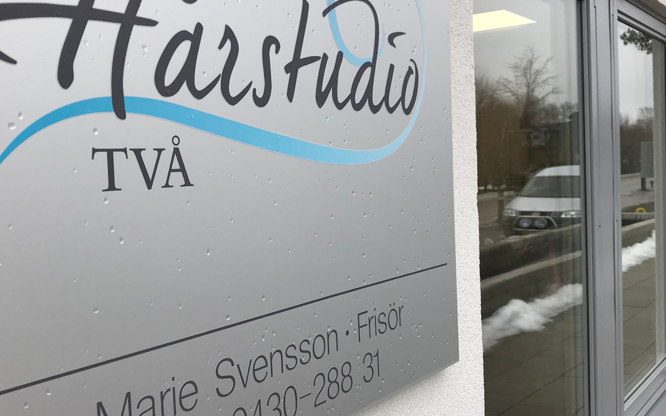 Hårstudio
TVÅ
Marie Svensson · Frisör
0430-288 31